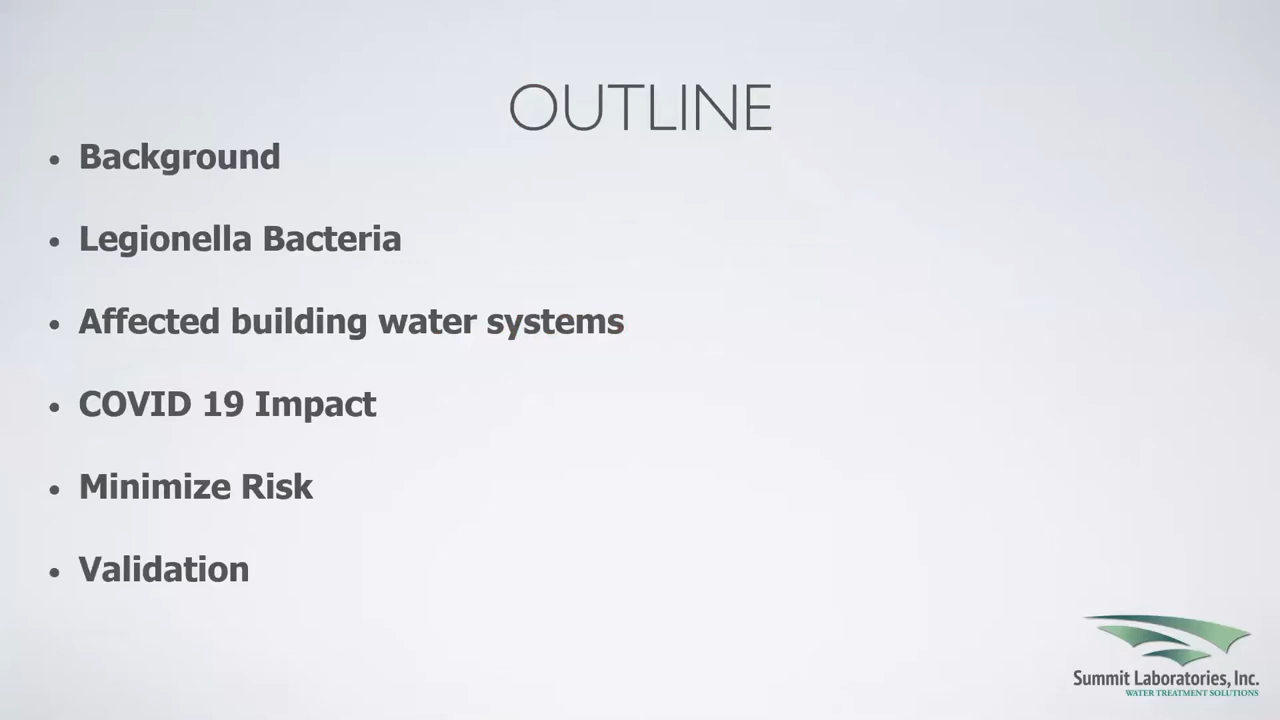 OUTLINE
• Background
• Legionella Bacteria
• Affected building water systems
• COVID 19 Impact
• Minimize Risk
• Validation
Summit Laboratories, Inc.
WATER TREATMENT SOLUTIONS